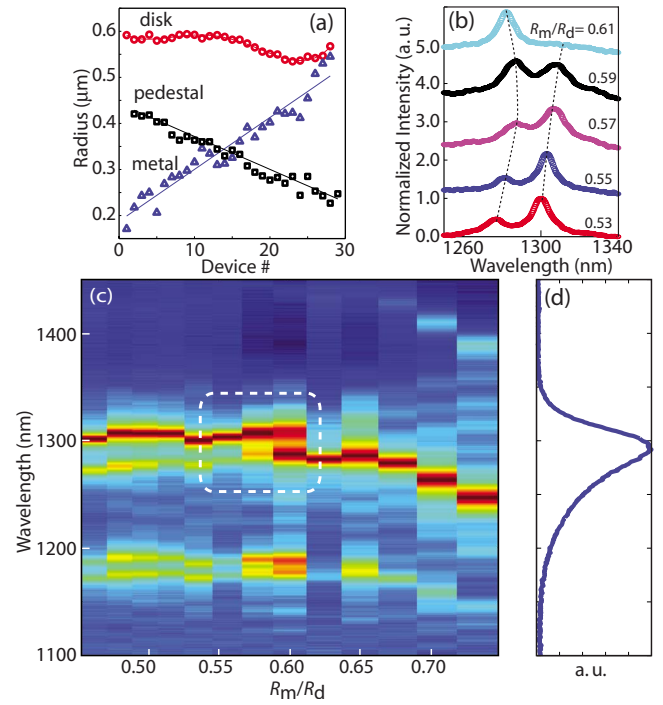 (a)
disk
pedestal
metal
Radius (μm)
0.6
0.5
0.4
0.3
0.2
0
10
20
30
Device #
(b)
Rm/Rd= 0.61
0.59
0.57
0.55
0.53
Normalized Intensity (a. u.)
5.0
4.0
3.0
2.0
1.0
0.0
1260
1300
1340
Wavelength (nm)
(c)
Wavelength (nm)
1400
1300
1200
1100
0.50
0.55
0.60
0.65
0.70
Rm/Rd
(d)
a. u.